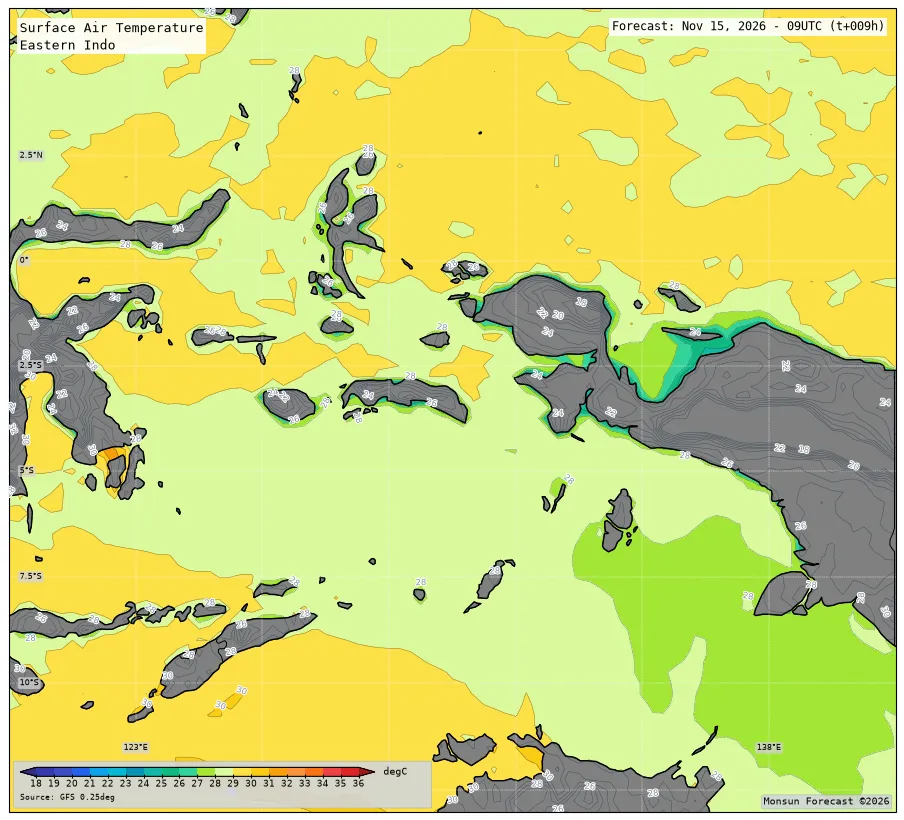 Surface Air Temperature
Eastern Indo
Forecast: Nov 15, 2026 - 09UTC (t+009h)
2.5°N
0°
2.5°S
5°S
7.5°S
10°S
123°E
138°E
18 19 20 21 22 23 24 25 26 27 28 29 30 31 32 33 34 35 36
degC
Source: GFS 0.25deg
Monsun Forecast ©2026